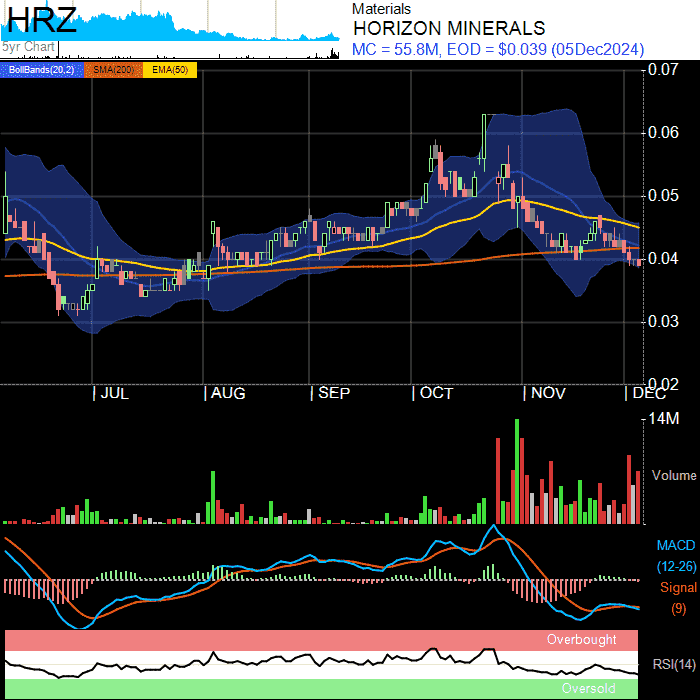 HRZ
5yr Chart
Materials
HORIZON MINERALS
MC = 55.8M, EOD = $0.039 (05Dec2024)
BollBands(20,2) SMA(200) EMA(50)
0.07
0.06
0.05
0.04
0.03
0.02
| JUL | AUG | SEP | OCT | NOV | DEC
14M
Volume
MACD
(12-26)
Signal
(9)
Overbought
RSI(14)
Oversold